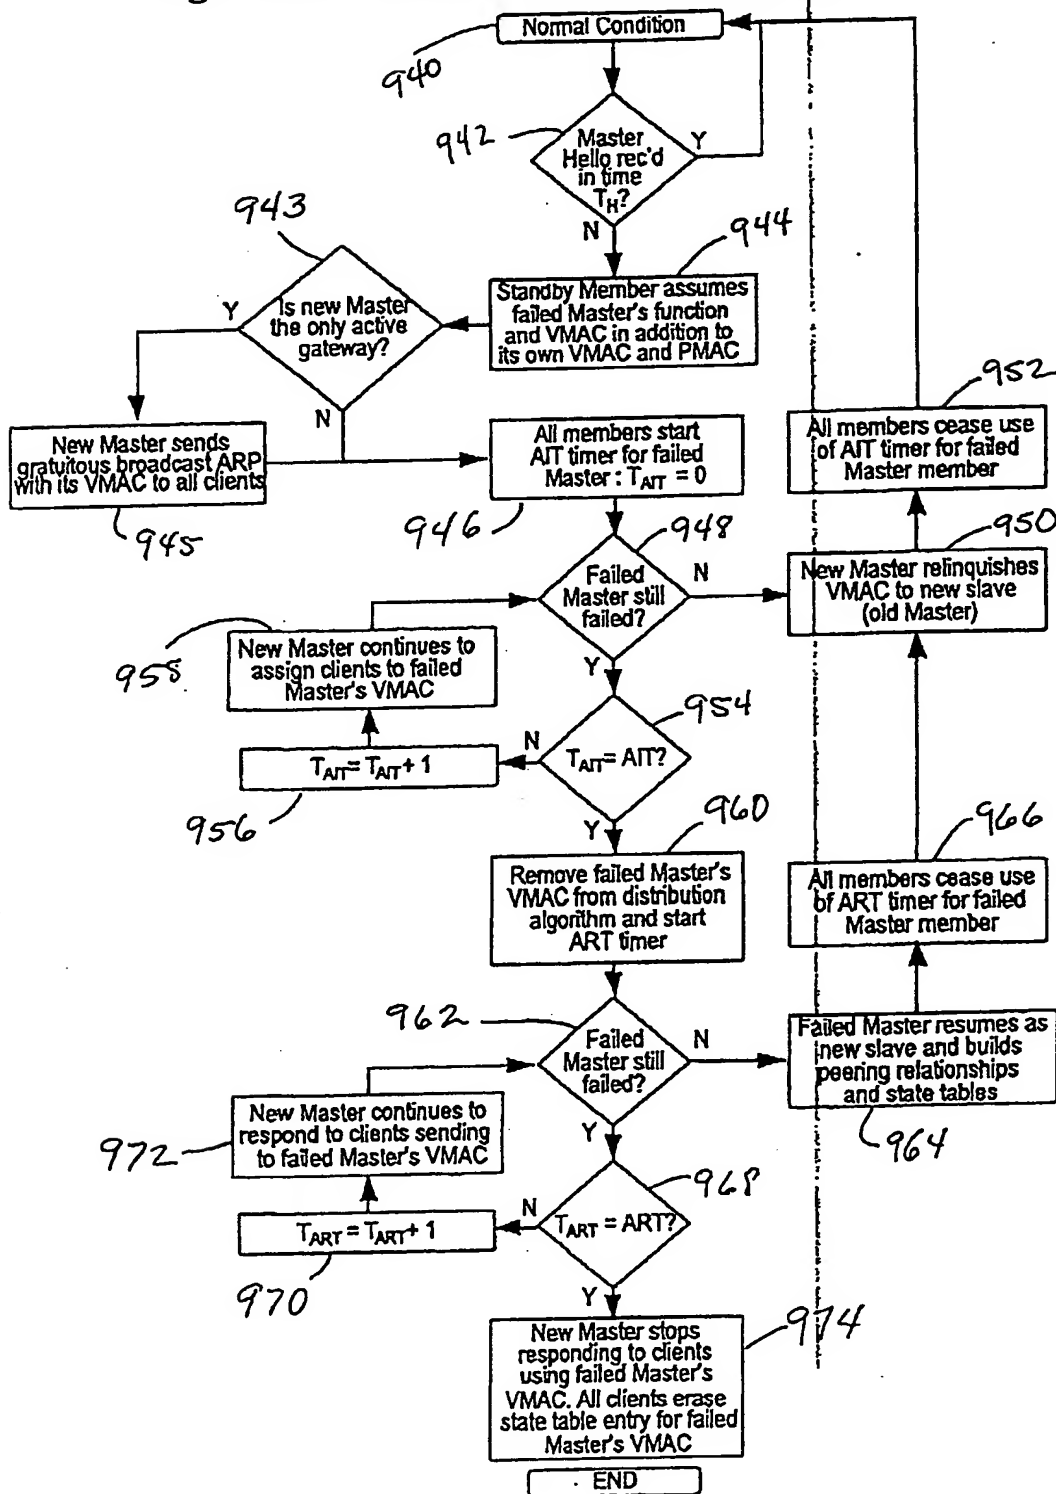 Normal Condition
940
942
Master
Hello rec'd
in time
T_H?
Y
N
943
944
Is new Master
the only active
gateway?
Y
N
Standby Member assumes
failed Master's function
and VMAC in addition to
its own VMAC and PMAC
New Master sends
gratuitous broadcast ARP
with its VMAC to all clients
945
All members start
AIT timer for failed
Master : T_AIT = 0
946
952
All members cease use
of AIT timer for failed
Master member
948
Failed
Master still
failed?
N
Y
950
New Master relinquishes
VMAC to new slave
(old Master)
New Master continues to
assign clients to failed
Master's VMAC
958
954
T_AIT = AIT?
N
Y
T_AIT = T_AIT + 1
956
960
Remove failed Master's
VMAC from distribution
algorithm and start
ART timer
966
All members cease use
of ART timer for failed
Master member
962
Failed
Master still
failed?
N
Y
Failed Master resumes as
new slave and builds
peering relationships
and state tables
964
New Master continues to
respond to clients sending
to failed Master's VMAC
972
968
T_ART = ART?
N
Y
T_ART = T_ART + 1
970
New Master stops
responding to clients
using failed Master's
VMAC. All clients erase
state table entry for failed
Master's VMAC
974
END